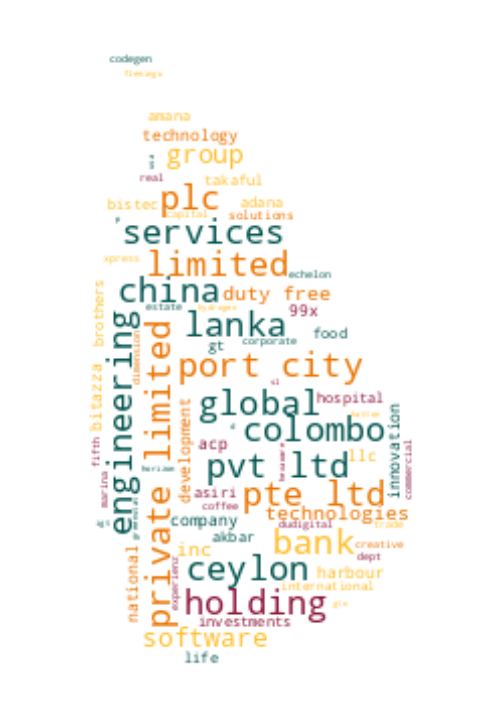 codegen
amana
technology
group
real
takaful
plc
bistec
adana
capital
solutions
services
xpress
limited
echelon
china
duty free
estate
99x
brothers
lanka
food
gt
corporate
engineering
dimension
port city
private limited
bitazza
global
hospital
development
colombo
innovation
acp
pvt ltd
llc
fifth
commercial
horizon
marina
asiri
pte ltd
coffee
technologies
company
dudigital
trade
akbar
bank
inc
creative
dept
national
experienz
ceylon
harbour
international
holding
investments
software
life